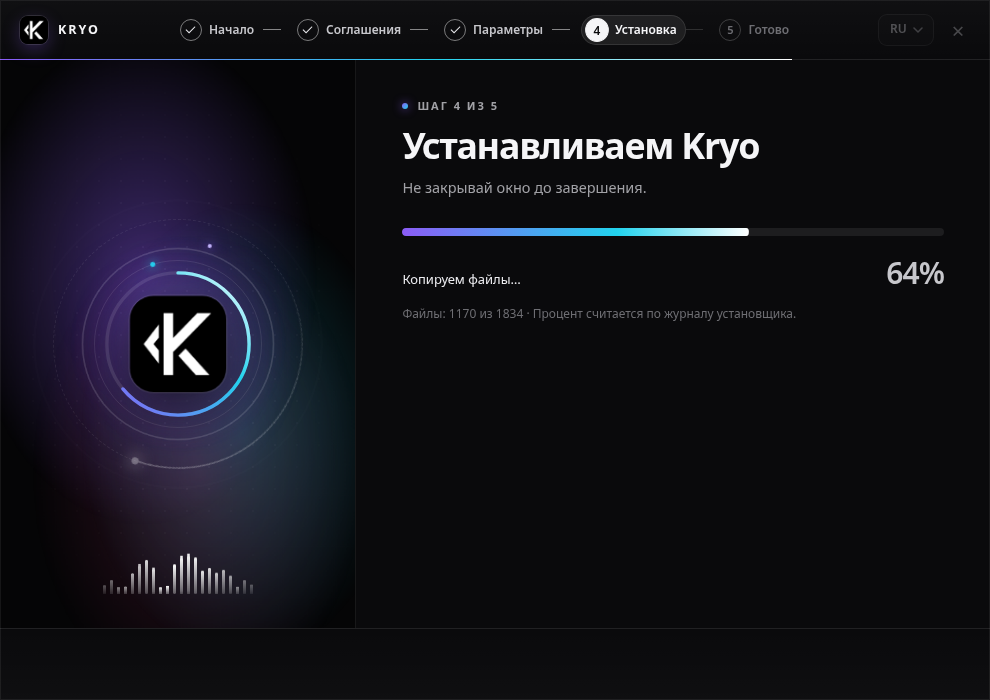 KRYO
Начало
Соглашения
Параметры
4 Установка
5 Готово
RU
ШАГ 4 ИЗ 5
Устанавливаем Kryo
Не закрывай окно до завершения.
Копируем файлы...
64%
Файлы: 1170 из 1834 · Процент считается по журналу установщика.